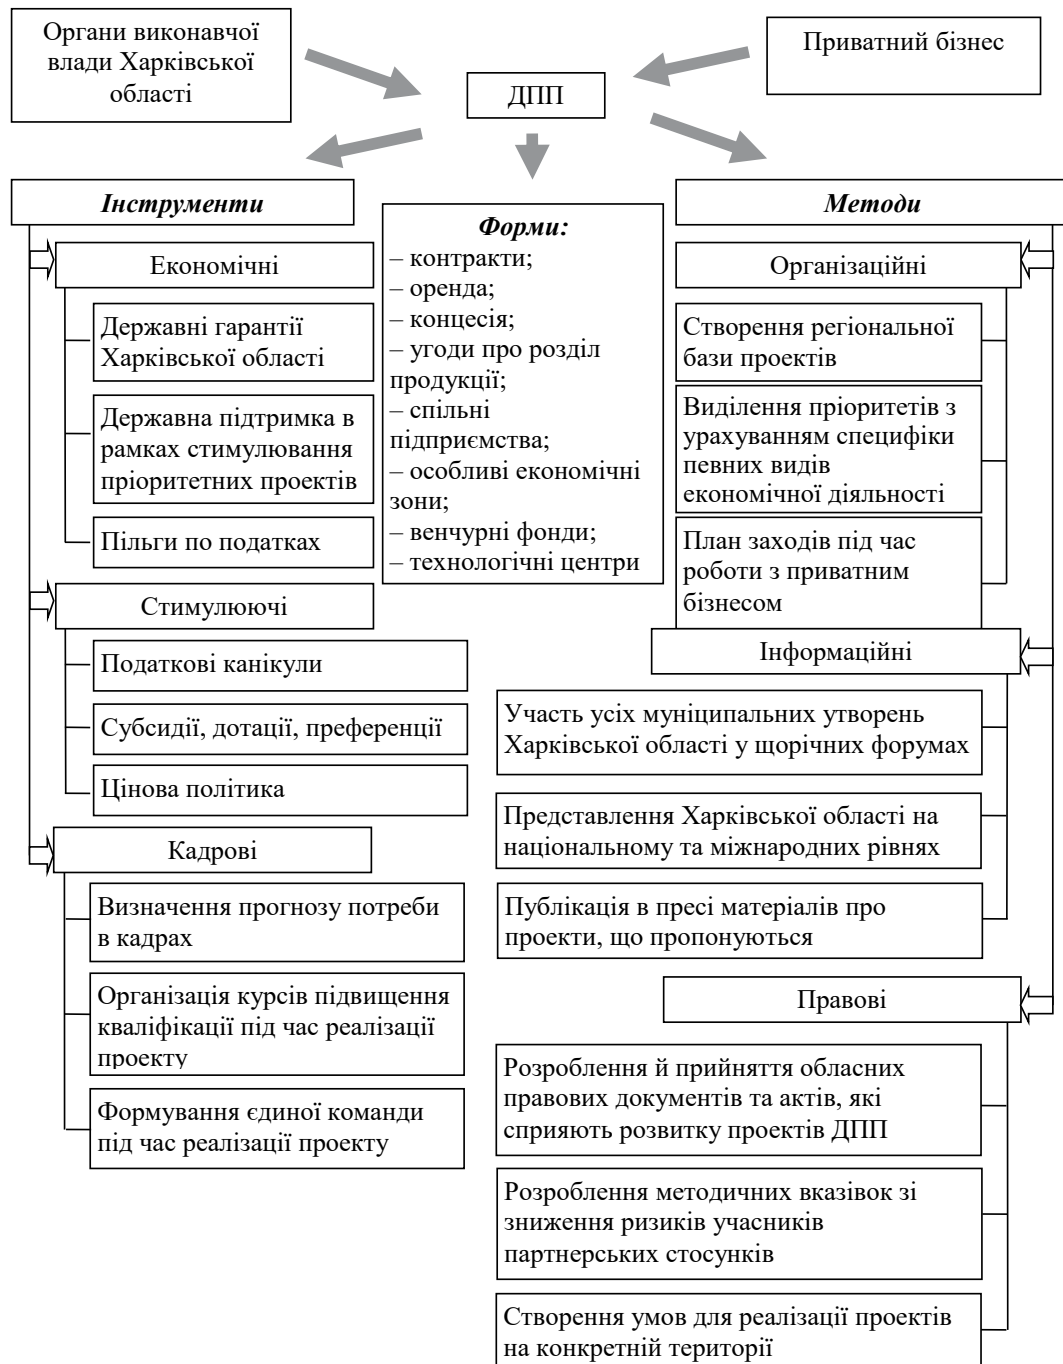 Органи виконавчої
влади Харківської
області
Приватний бізнес
ДПП
Інструменти
Економічні
Державні гарантії
Харківської області
Державна підтримка в
рамках стимулювання
пріоритетних проектів
Пільги по податках
Стимулюючі
Податкові канікули
Субсидії, дотації, преференції
Цінова політика
Кадрові
Визначення прогнозу потреби
в кадрах
Організація курсів підвищення
кваліфікації під час реалізації
проекту
Формування єдиної команди
під час реалізації проекту
Форми:
– контракти;
– оренда;
– концесія;
– угоди про розділ
продукції;
– спільні
підприємства;
– особливі економічні
зони;
– венчурні фонди;
– технологічні центри
Методи
Організаційні
Створення регіональної
бази проектів
Виділення пріоритетів з
урахуванням специфіки
певних видів
економічної діяльності
План заходів під час
роботи з приватним
бізнесом
Інформаційні
Участь усіх муніципальних утворень
Харківської області у щорічних форумах
Представлення Харківської області на
національному та міжнародних рівнях
Публікація в пресі матеріалів про
проекти, що пропонуються
Правові
Розроблення й прийняття обласних
правових документів та актів, які
сприяють розвитку проектів ДПП
Розроблення методичних вказівок зі
зниження ризиків учасників
партнерських стосунків
Створення умов для реалізації проектів
на конкретній території